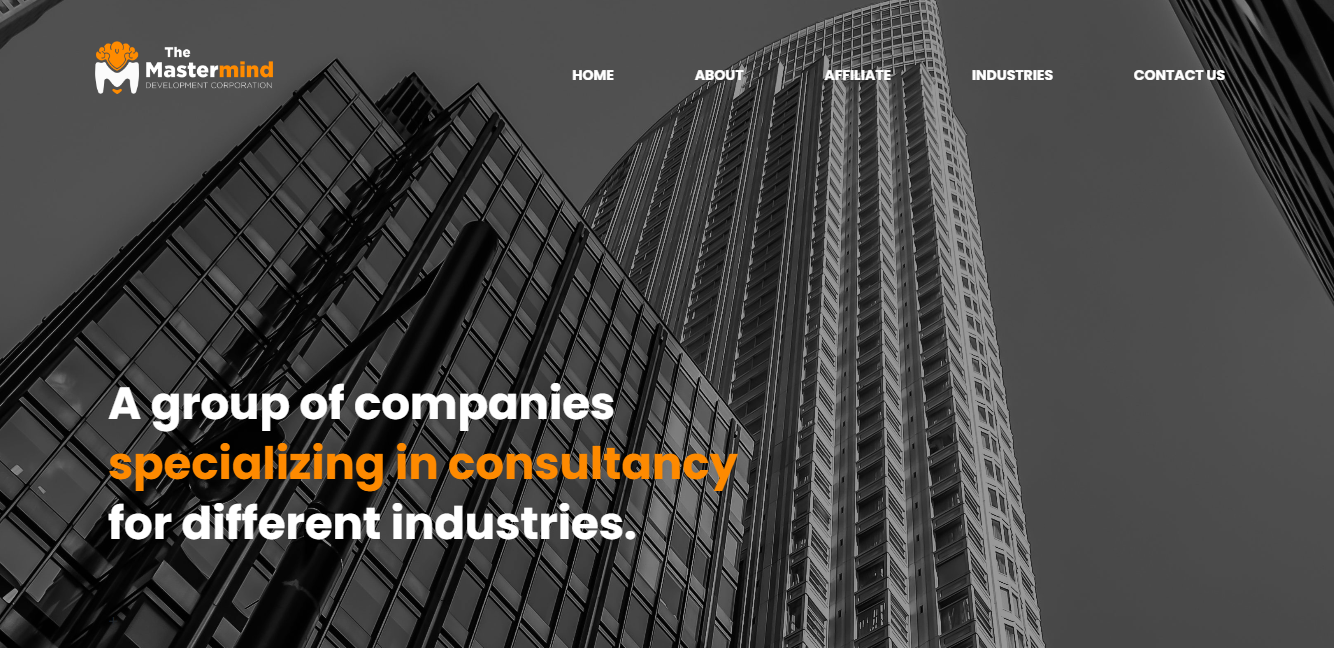 The
Mastermind
DEVELOPMENT CORPORATION
HOME
ABOUT
AFFILIATE
INDUSTRIES
CONTACT US
A group of companies
specializing in consultancy
for different industries.